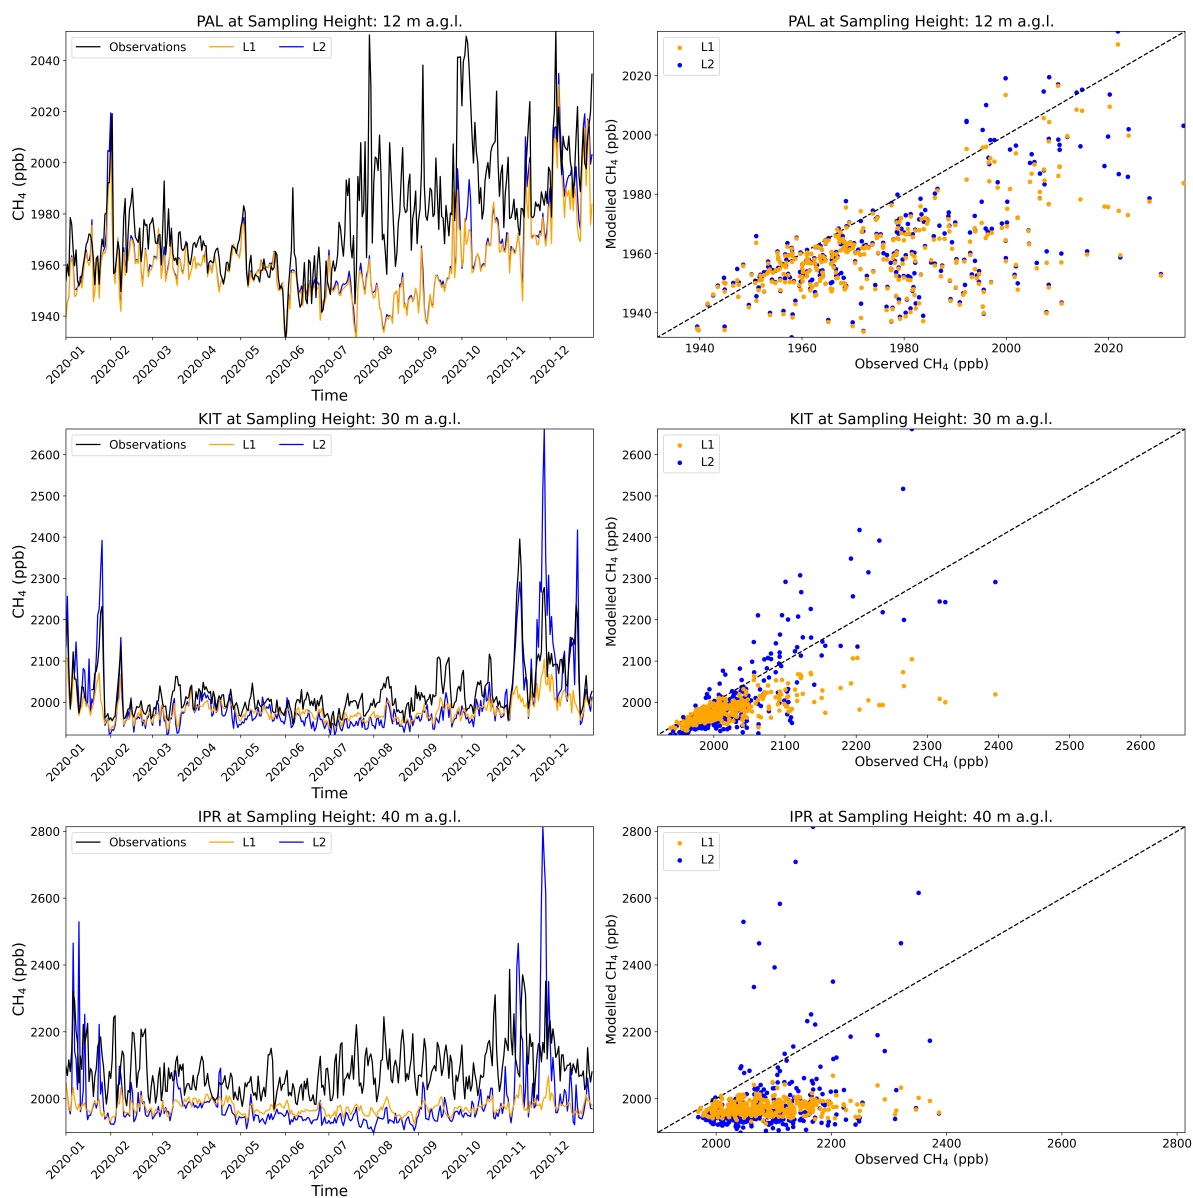 PAL at Sampling Height: 12 m a.g.l.
Observations L1 L2
CH₄ (ppb)
2040
2020
2000
1980
1960
1940
2020-01 2020-02 2020-03 2020-04 2020-05 2020-06 2020-07 2020-08 2020-09 2020-10 2020-11 2020-12
Time
PAL at Sampling Height: 12 m a.g.l.
L1
L2
Modelled CH₄ (ppb)
2020
2000
1980
1960
1940
1940 1960 1980 2000 2020
Observed CH₄ (ppb)
KIT at Sampling Height: 30 m a.g.l.
Observations L1 L2
CH₄ (ppb)
2600
2500
2400
2300
2200
2100
2000
2020-01 2020-02 2020-03 2020-04 2020-05 2020-06 2020-07 2020-08 2020-09 2020-10 2020-11 2020-12
Time
KIT at Sampling Height: 30 m a.g.l.
L1
L2
Modelled CH₄ (ppb)
2600
2500
2400
2300
2200
2100
2000
2000 2100 2200 2300 2400 2500 2600
Observed CH₄ (ppb)
IPR at Sampling Height: 40 m a.g.l.
Observations L1 L2
CH₄ (ppb)
2800
2600
2400
2200
2000
2020-01 2020-02 2020-03 2020-04 2020-05 2020-06 2020-07 2020-08 2020-09 2020-10 2020-11 2020-12
Time
IPR at Sampling Height: 40 m a.g.l.
L1
L2
Modelled CH₄ (ppb)
2800
2600
2400
2200
2000
2000 2200 2400 2600 2800
Observed CH₄ (ppb)